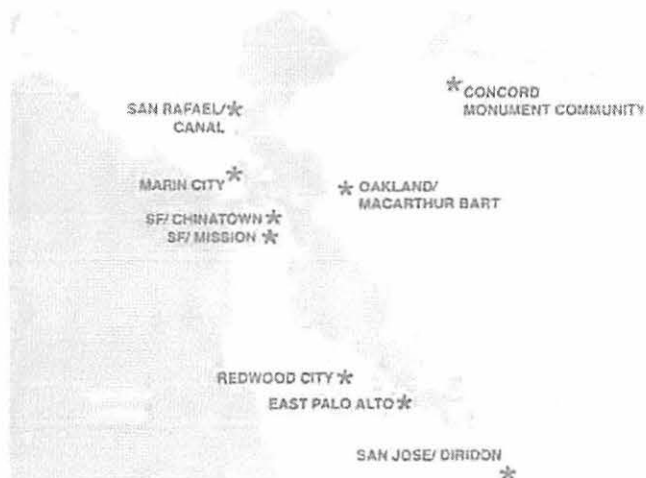 CONCORD
MONUMENT COMMUNITY
SAN RAFAEL/
CANAL
MARIN CITY
OAKLAND/
MACARTHUR BART
SF/ CHINATOWN
SF/ MISSION
REDWOOD CITY
EAST PALO ALTO
SAN JOSE/ DIRIDON